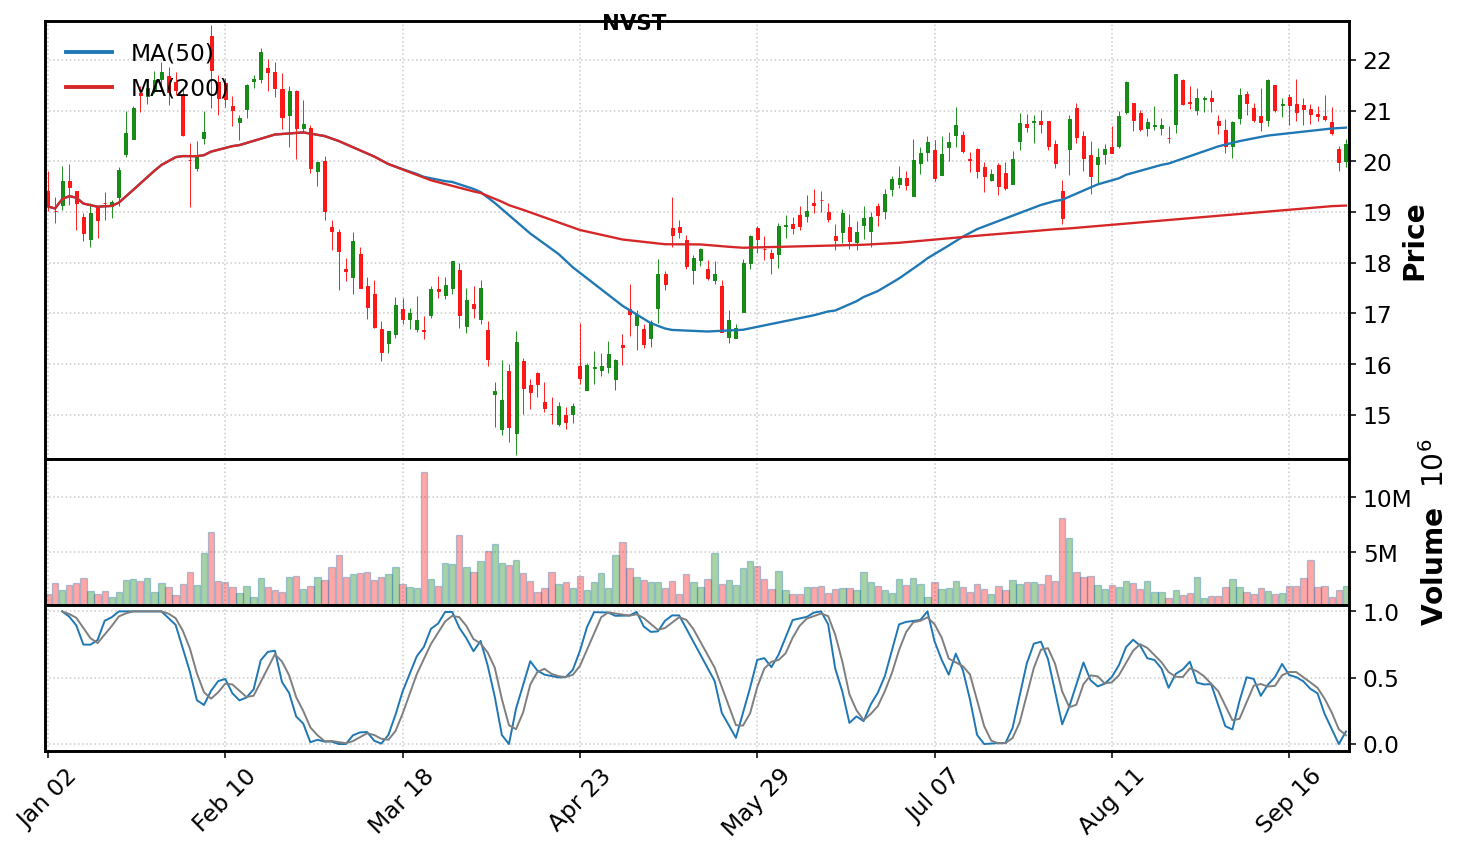 NVST
MA(50)
MA(200)
22
21
20
19
18
17
16
15
Price
10M
5M
Volume 10^6
1.0
0.5
0.0
Jan 02
Feb 10
Mar 18
Apr 23
May 29
Jul 07
Aug 11
Sep 16